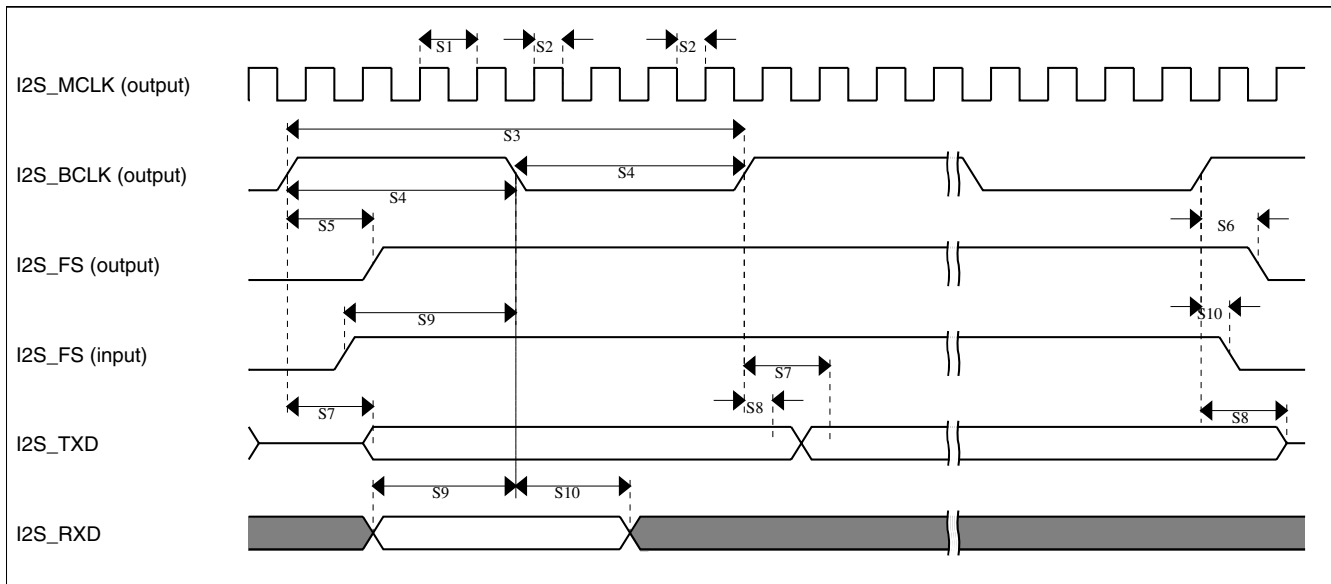 S1 S2 S2
I2S_MCLK (output)
S3
I2S_BCLK (output)
S4
S4
S5 S6
I2S_FS (output)
S9 S10
I2S_FS (input)
S7
S7 S8 S8
I2S_TXD
S9 S10
I2S_RXD